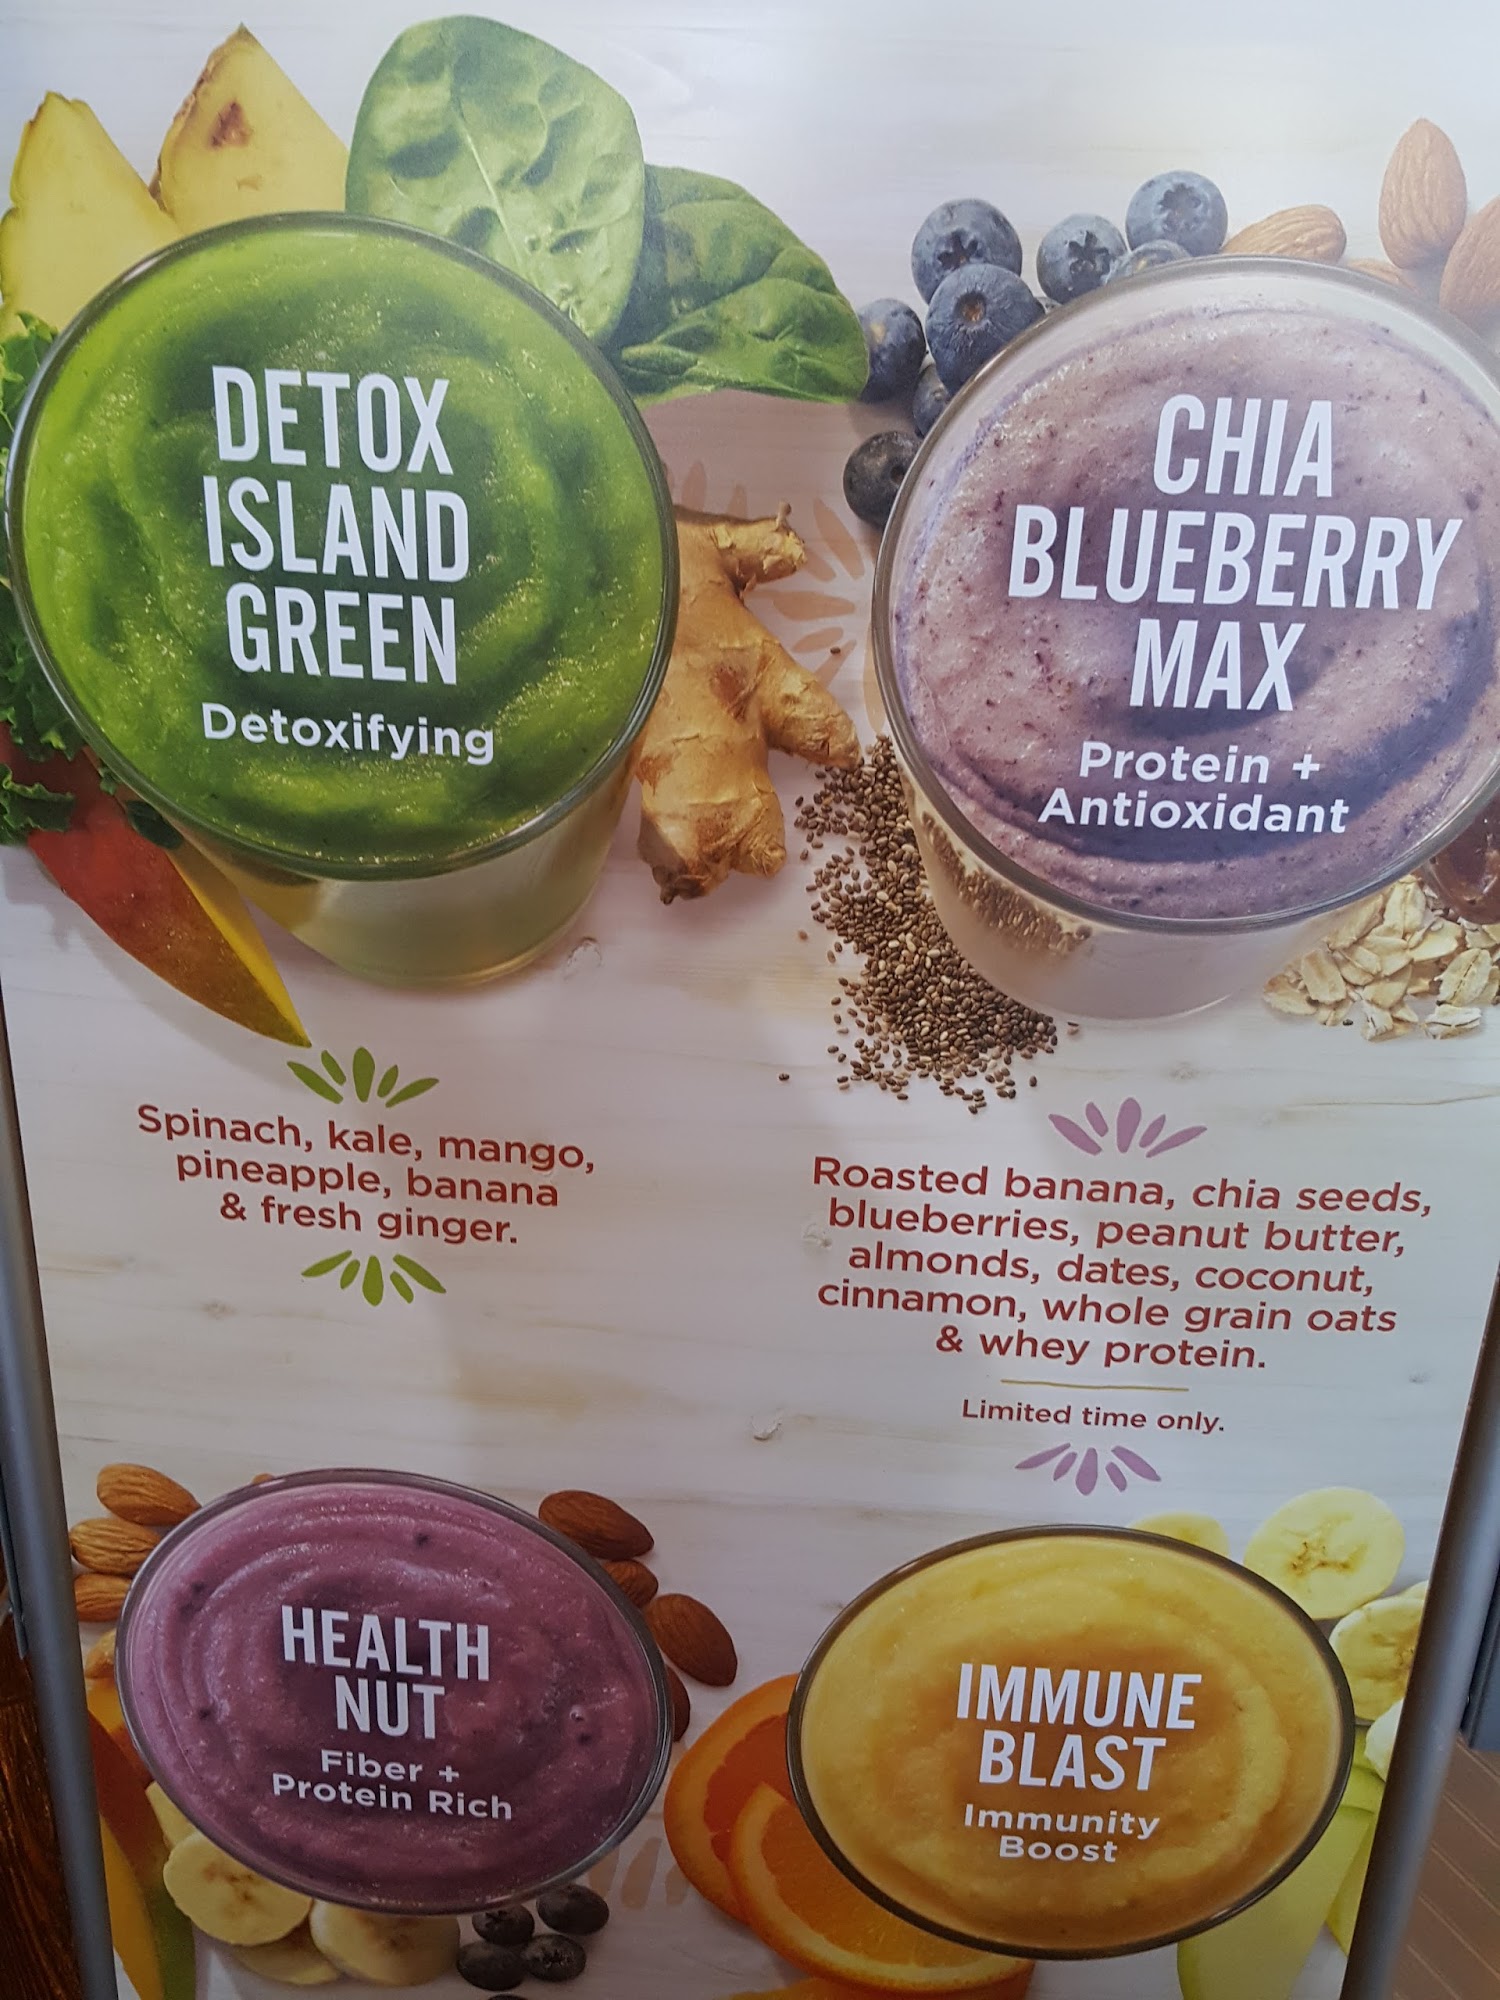 DETOX
ISLAND
GREEN
Detoxifying
Spinach, kale, mango,
pineapple, banana
& fresh ginger.
CHIA
BLUEBERRY
MAX
Protein +
Antioxidant
Roasted banana, chia seeds,
blueberries, peanut butter,
almonds, dates, coconut,
cinnamon, whole grain oats
& whey protein.
Limited time only.
HEALTH
NUT
Fiber +
Protein Rich
IMMUNE
BLAST
Immunity
Boost